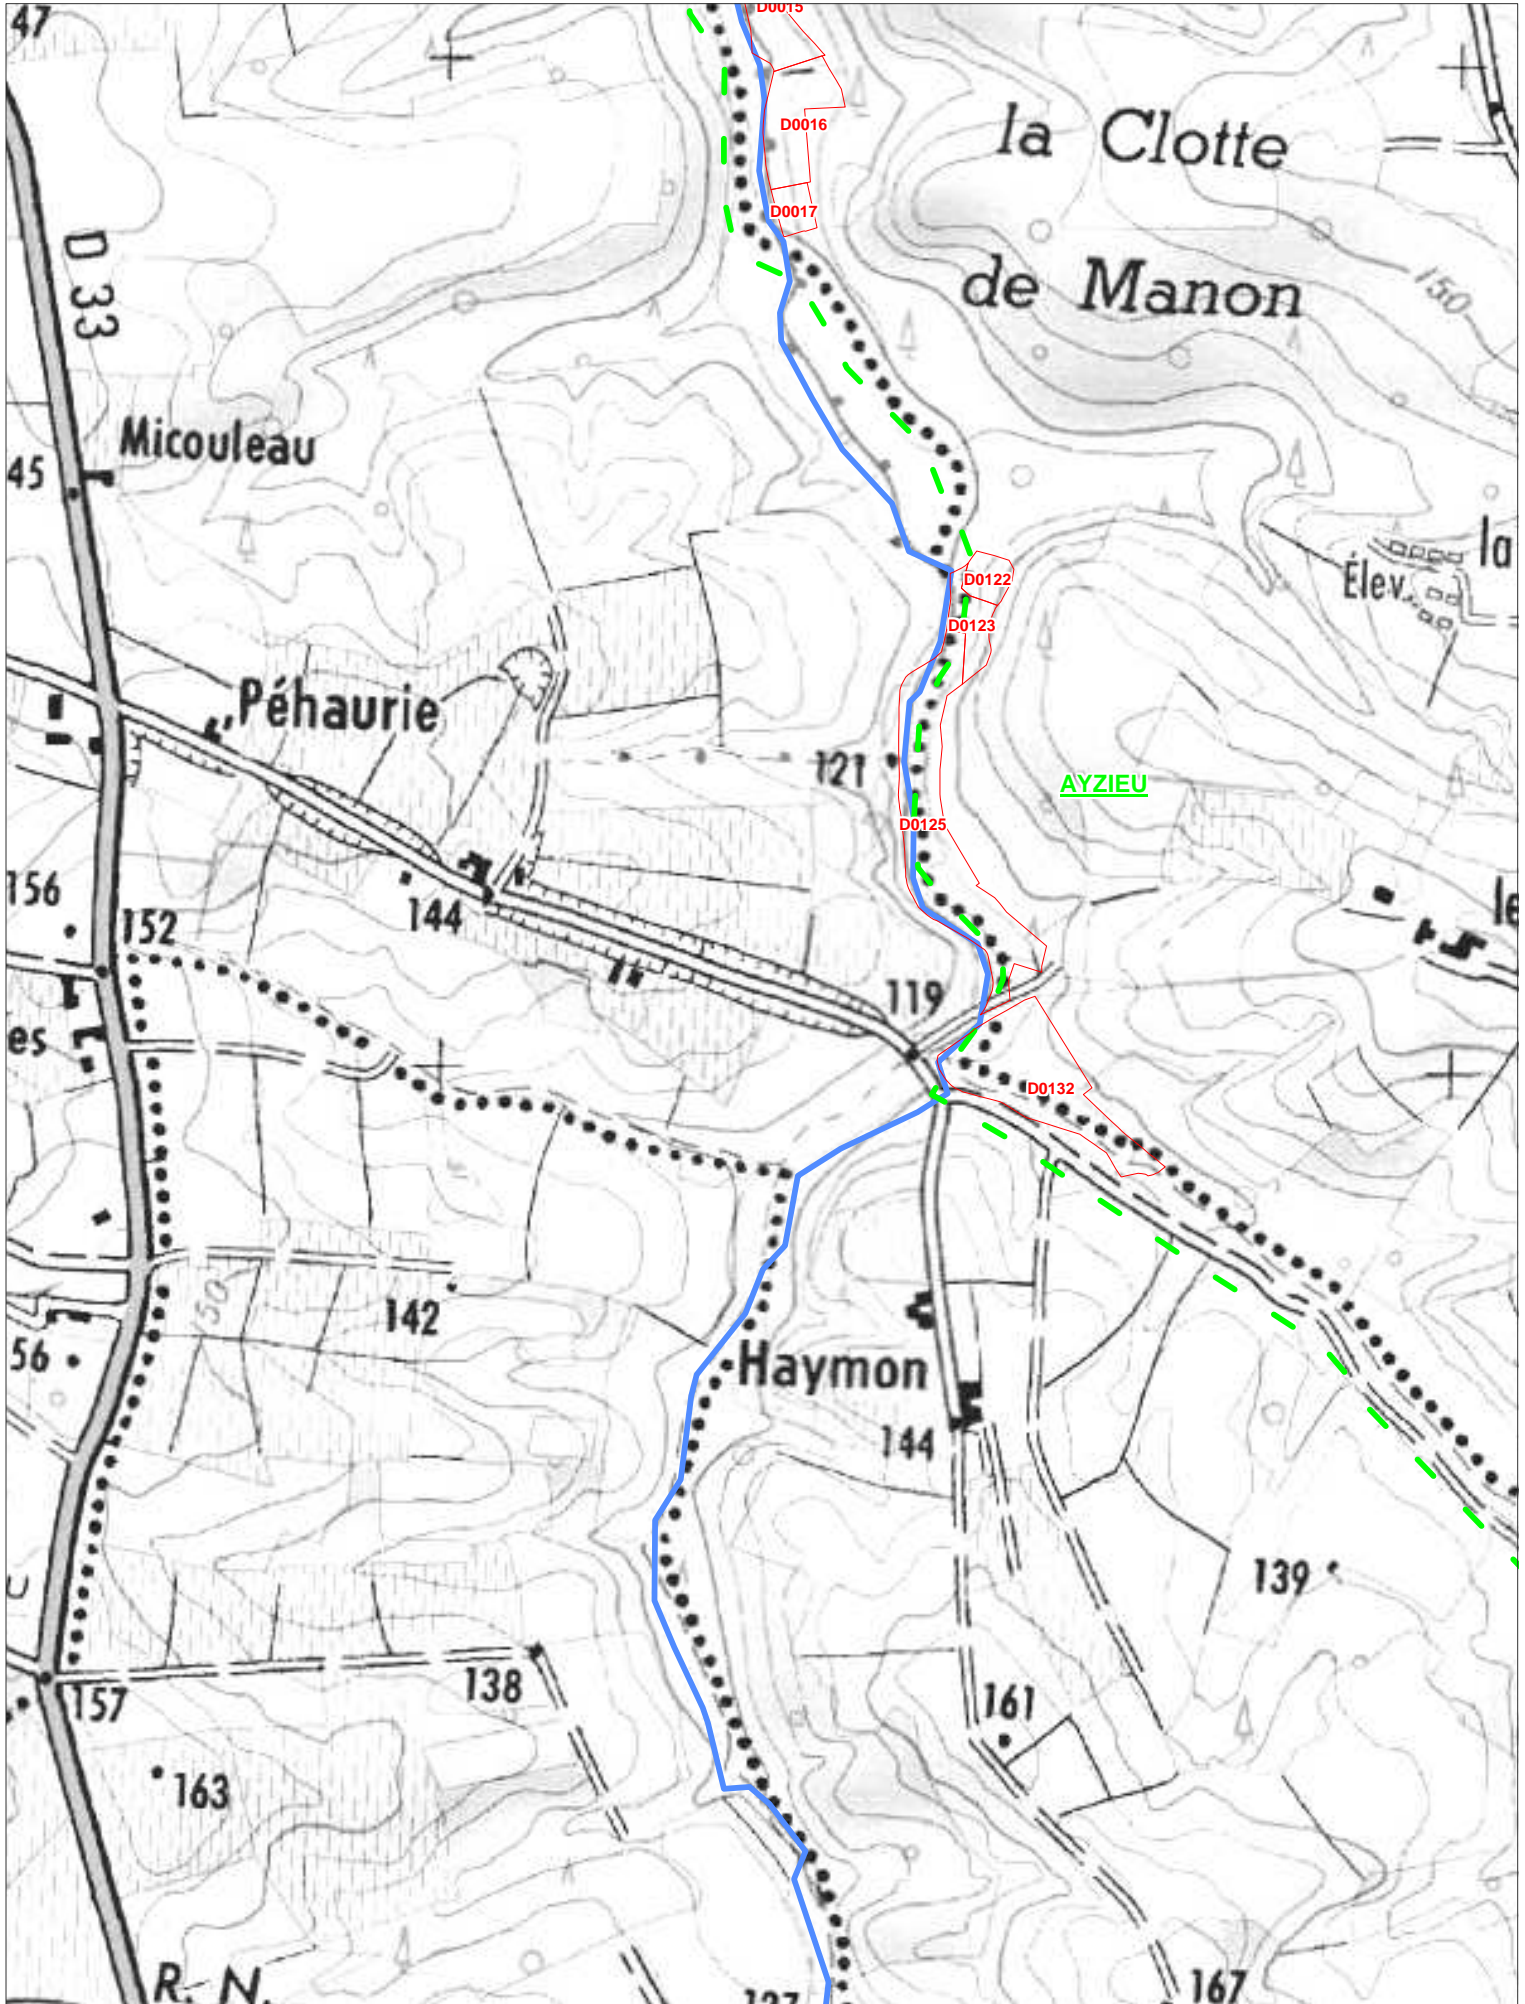 47
D0015
D0016
D0017
la Clotte
de Manon
150
D 33
Micouleau
45
la
Élev.
D0122
D0123
Péhaurie
121
AYZIEU
D0125
156
152
144
le
119
es
D0132
150
142
56
Haymon
144
139
138
157
161
163
R. N.
167